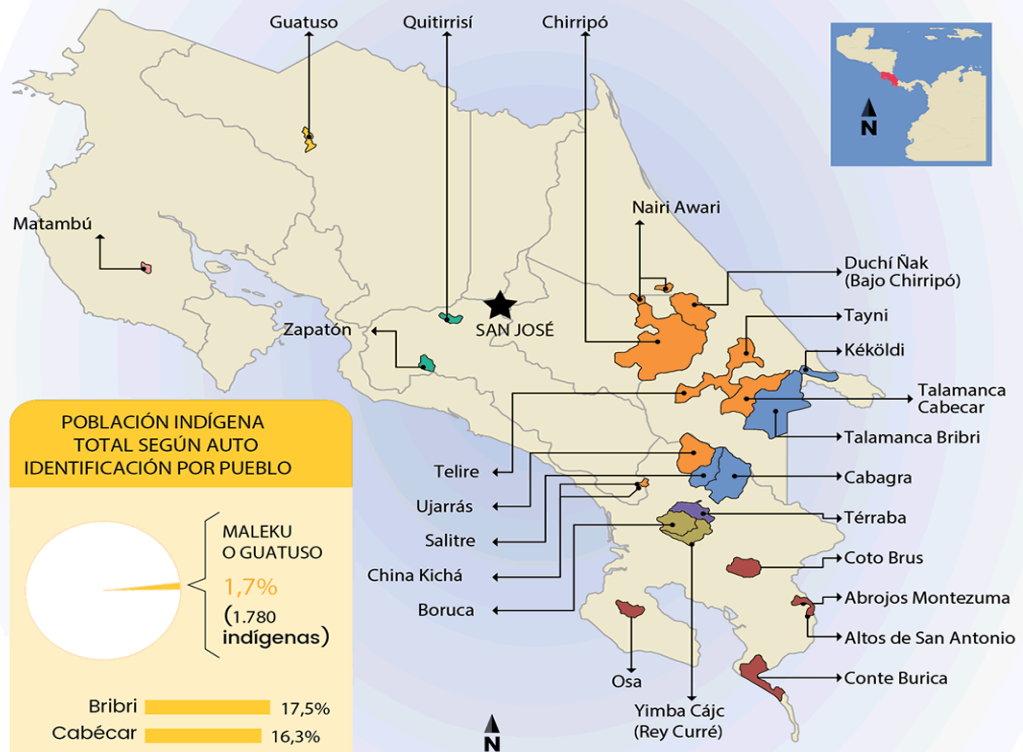 Guatuso
Quitirrisí
Chirripó
N
Matambú
Nairi Awari
Duchí Ñak
(Bajo Chirripó)
Zapatón
SAN JOSÉ
Tayni
Kéköldi
Talamanca
Cabecar
Talamanca Bribri
Telire
Cabagra
Ujarrás
Térraba
Salitre
Coto Brus
China Kichá
Abrojos Montezuma
Boruca
Altos de San Antonio
Conte Burica
Osa
Yimba Cájc
(Rey Curré)
N
POBLACIÓN INDÍGENA
TOTAL SEGÚN AUTO
IDENTIFICACIÓN POR PUEBLO
MALEKU
O GUATUSO
1,7%
(1.780
indígenas)
Bribri 17,5%
Cabécar 16,3%